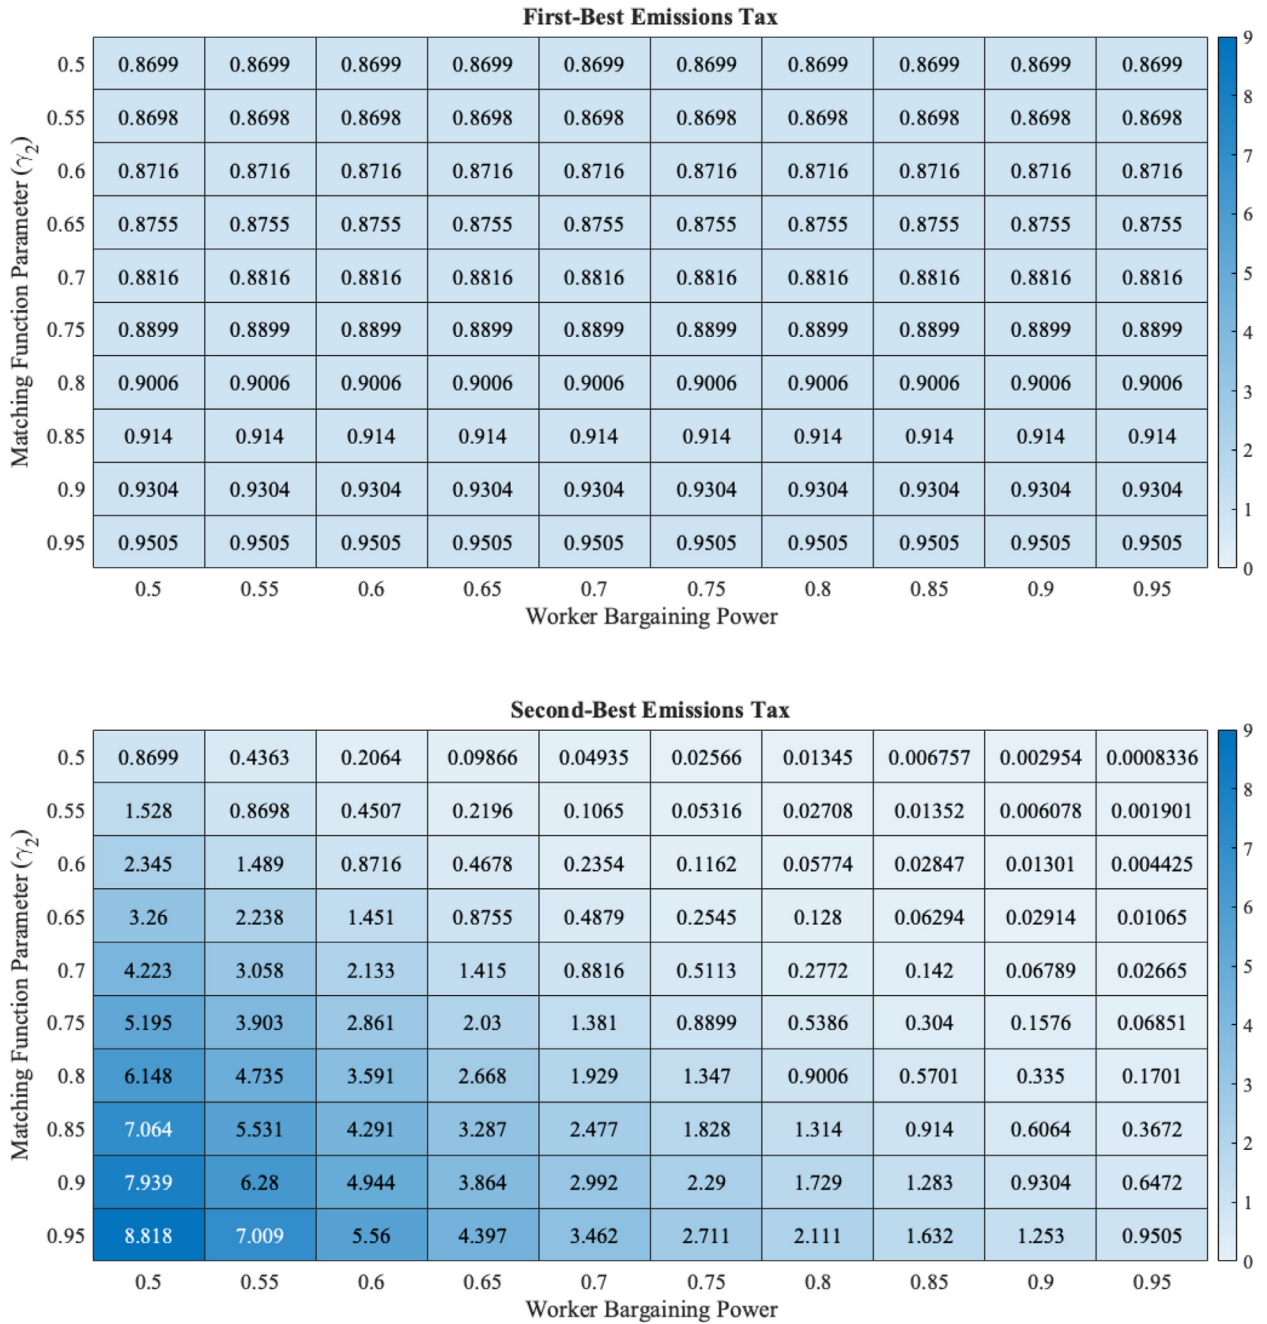 First-Best Emissions Tax
0.5 0.8699 0.8699 0.8699 0.8699 0.8699 0.8699 0.8699 0.8699 0.8699 0.8699
0.55 0.8698 0.8698 0.8698 0.8698 0.8698 0.8698 0.8698 0.8698 0.8698 0.8698
0.6 0.8716 0.8716 0.8716 0.8716 0.8716 0.8716 0.8716 0.8716 0.8716 0.8716
0.65 0.8755 0.8755 0.8755 0.8755 0.8755 0.8755 0.8755 0.8755 0.8755 0.8755
0.7 0.8816 0.8816 0.8816 0.8816 0.8816 0.8816 0.8816 0.8816 0.8816 0.8816
0.75 0.8899 0.8899 0.8899 0.8899 0.8899 0.8899 0.8899 0.8899 0.8899 0.8899
0.8 0.9006 0.9006 0.9006 0.9006 0.9006 0.9006 0.9006 0.9006 0.9006 0.9006
0.85 0.914 0.914 0.914 0.914 0.914 0.914 0.914 0.914 0.914 0.914
0.9 0.9304 0.9304 0.9304 0.9304 0.9304 0.9304 0.9304 0.9304 0.9304 0.9304
0.95 0.9505 0.9505 0.9505 0.9505 0.9505 0.9505 0.9505 0.9505 0.9505 0.9505
0.5 0.55 0.6 0.65 0.7 0.75 0.8 0.85 0.9 0.95
Worker Bargaining Power
Matching Function Parameter (γ₂)
9
8
7
6
5
4
3
2
1
0
Second-Best Emissions Tax
0.5 0.8699 0.4363 0.2064 0.09866 0.04935 0.02566 0.01345 0.006757 0.002954 0.0008336
0.55 1.528 0.8698 0.4507 0.2196 0.1065 0.05316 0.02708 0.01352 0.006078 0.001901
0.6 2.345 1.489 0.8716 0.4678 0.2354 0.1162 0.05774 0.02847 0.01301 0.004425
0.65 3.26 2.238 1.451 0.8755 0.4879 0.2545 0.128 0.06294 0.02914 0.01065
0.7 4.223 3.058 2.133 1.415 0.8816 0.5113 0.2772 0.142 0.06789 0.02665
0.75 5.195 3.903 2.861 2.03 1.381 0.8899 0.5386 0.304 0.1576 0.06851
0.8 6.148 4.735 3.591 2.668 1.929 1.347 0.9006 0.5701 0.335 0.1701
0.85 7.064 5.531 4.291 3.287 2.477 1.828 1.314 0.914 0.6064 0.3672
0.9 7.939 6.28 4.944 3.864 2.992 2.29 1.729 1.283 0.9304 0.6472
0.95 8.818 7.009 5.56 4.397 3.462 2.711 2.111 1.632 1.253 0.9505
0.5 0.55 0.6 0.65 0.7 0.75 0.8 0.85 0.9 0.95
Worker Bargaining Power
Matching Function Parameter (γ₂)
9
8
7
6
5
4
3
2
1
0